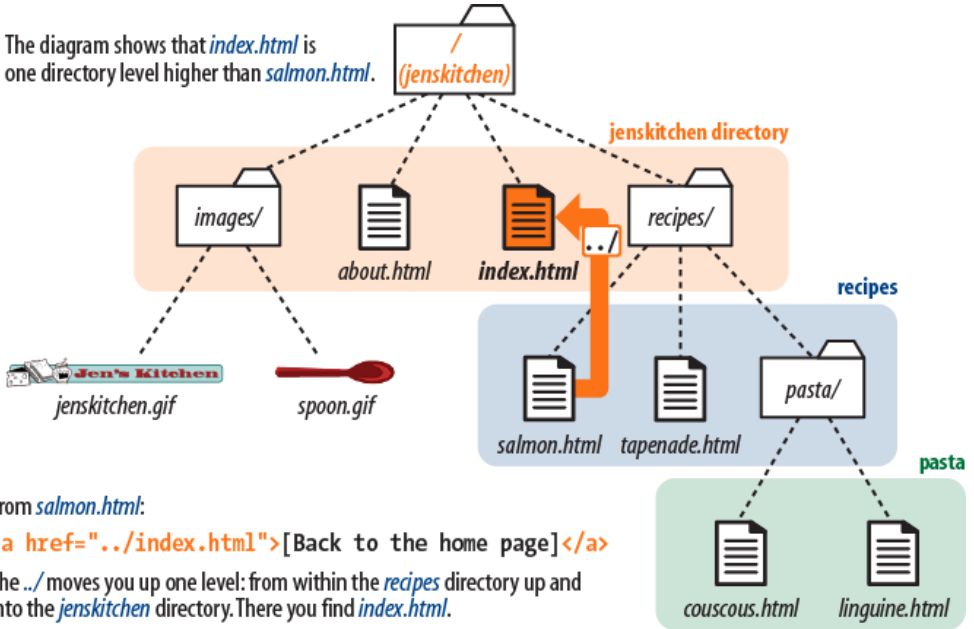 The diagram shows that index.html is
one directory level higher than salmon.html.
/
(jenskitchen)
jenskitchen directory
images/
about.html
index.html
../
recipes/
recipes
Jen's Kitchen
jenskitchen.gif
spoon.gif
salmon.html
tapenade.html
pasta/
pasta
rom salmon.html:
a href="../index.html">[Back to the home page]</a>
he ../ moves you up one level: from within the recipes directory up and
nto the jenskitchen directory. There you find index.html.
couscous.html
linguine.html